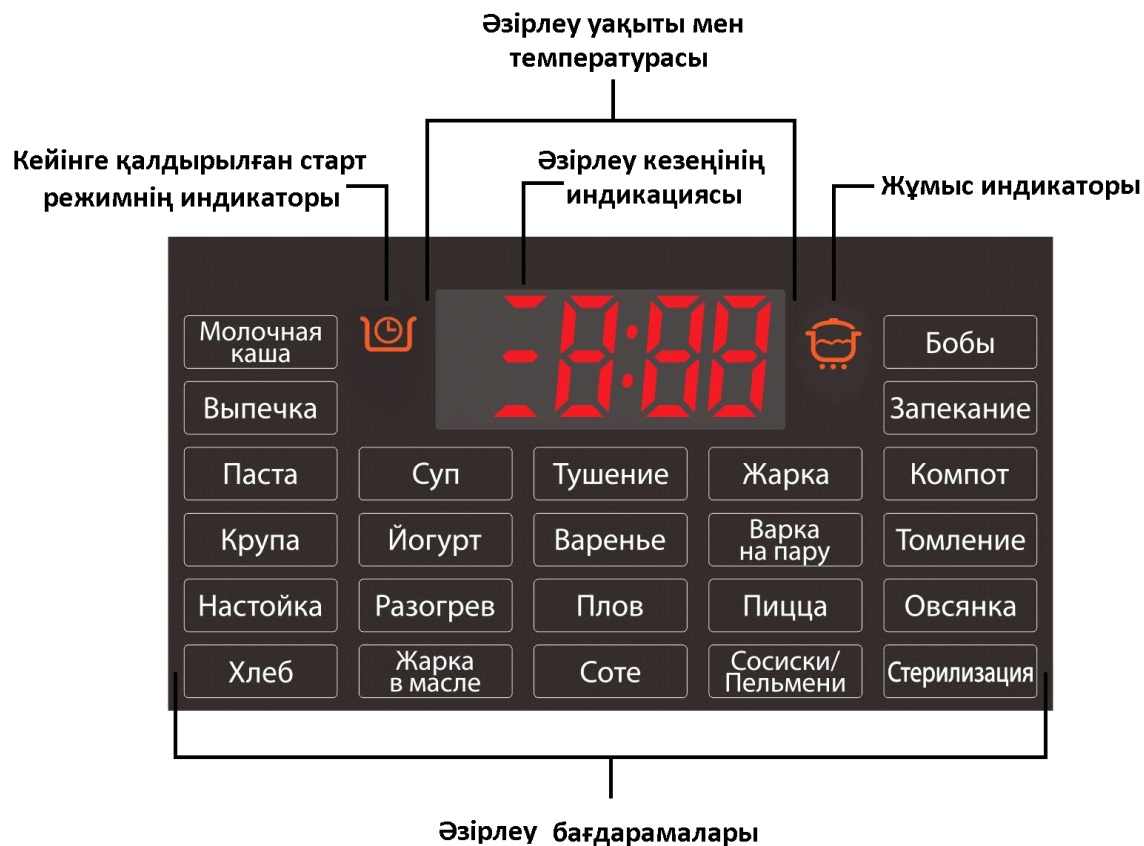 Әзірлеу уақыты мен
температурасы
Кейінге қалдырылған старт
режимнің индикаторы
Әзірлеу кезеңінің
индикациясы
Жұмыс индикаторы
8:88
Молочная
каша
Бобы
Выпечка
Запекание
Паста
Суп
Тушение
Жарка
Компот
Крупа
Йогурт
Варенье
Варка
на пару
Томление
Настойка
Разогрев
Плов
Пицца
Овсянка
Хлеб
Жарка
в масле
Соте
Сосиски/
Пельмени
Стерилизация
Әзірлеу бағдарамалары